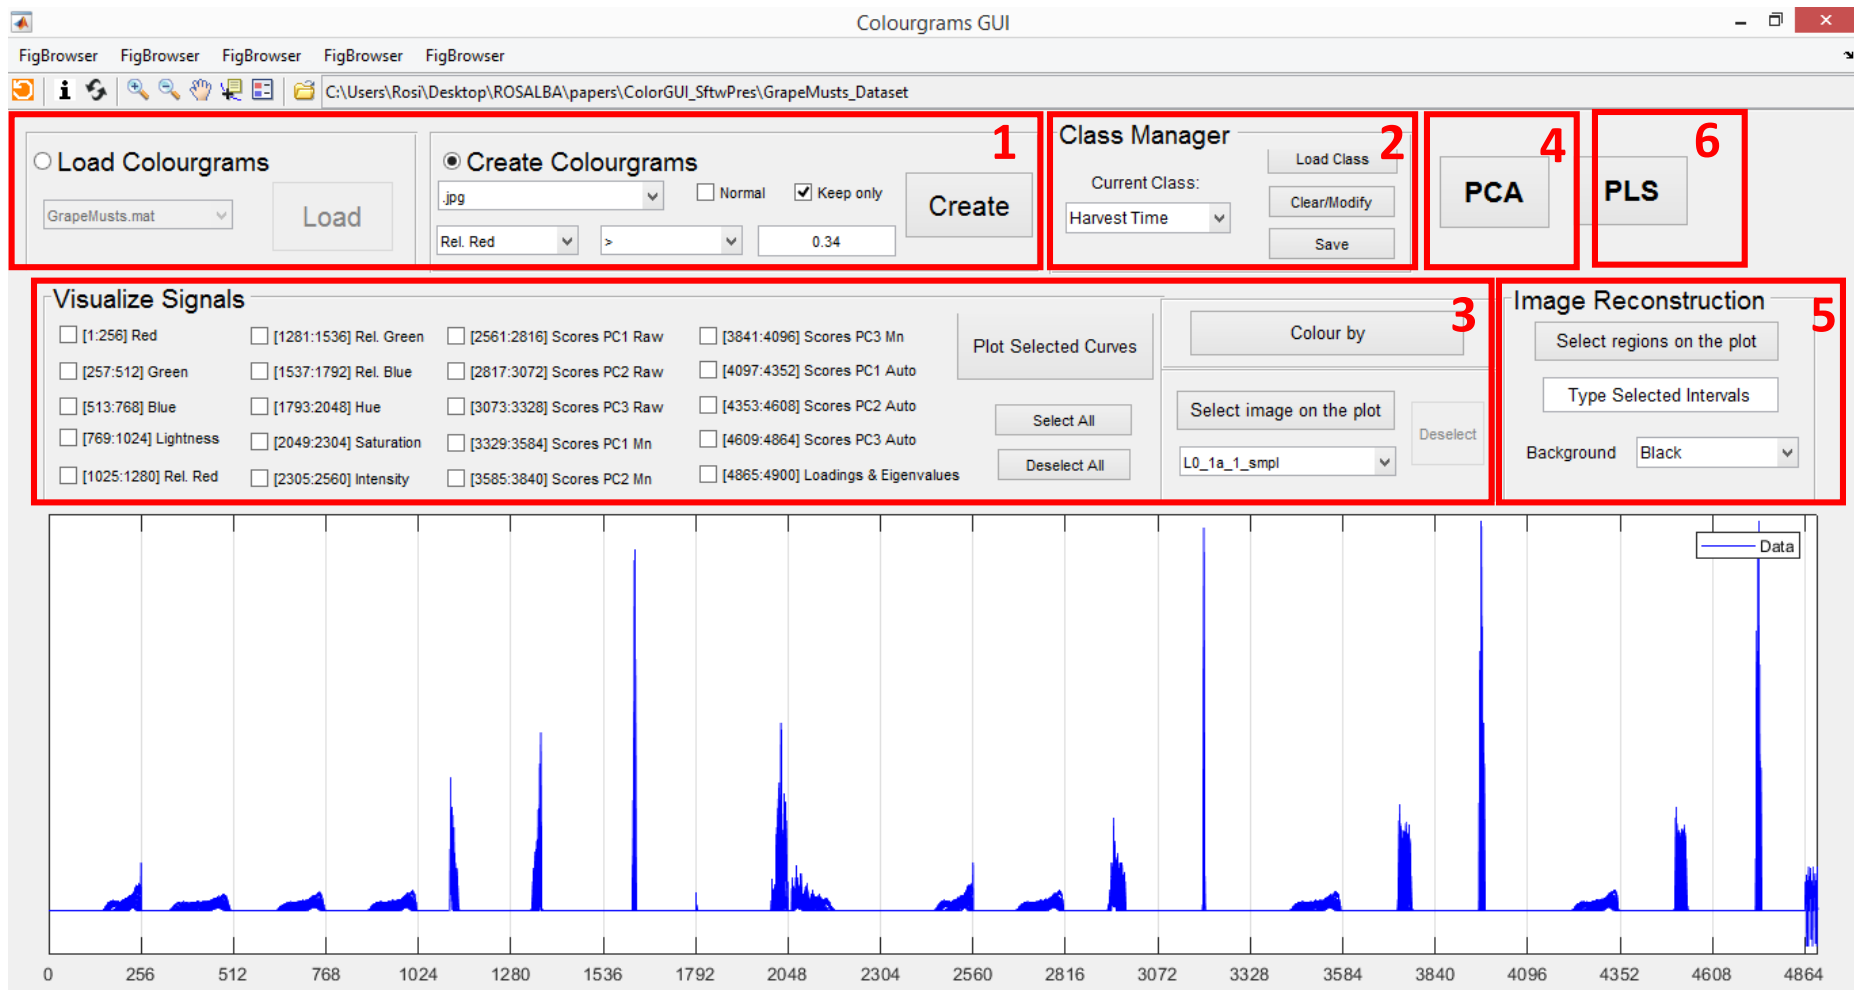 Colourgrams GUI
FigBrowser FigBrowser FigBrowser FigBrowser FigBrowser
C:\Users\Rosi\Desktop\ROSALBA\papers\ColorGUI_SftwPres\GrapeMusts_Dataset
Load Colourgrams
GrapeMusts.mat
Load
1
Create Colourgrams
.jpg
Normal
Keep only
Create
Rel. Red
>
0.34
2
Class Manager
Current Class:
Harvest Time
Load Class
Clear/Modify
Save
4
PCA
6
PLS
3
Visualize Signals
[1:256] Red
[257:512] Green
[513:768] Blue
[769:1024] Lightness
[1025:1280] Rel. Red
[1281:1536] Rel. Green
[1537:1792] Rel. Blue
[1793:2048] Hue
[2049:2304] Saturation
[2305:2560] Intensity
[2561:2816] Scores PC1 Raw
[2817:3072] Scores PC2 Raw
[3073:3328] Scores PC3 Raw
[3329:3584] Scores PC1 Mn
[3585:3840] Scores PC2 Mn
[3841:4096] Scores PC3 Mn
[4097:4352] Scores PC1 Auto
[4353:4608] Scores PC2 Auto
[4609:4864] Scores PC3 Auto
[4865:4900] Loadings & Eigenvalues
Plot Selected Curves
Select All
Deselect All
Colour by
Select image on the plot
L0_1a_1_smpl
Deselect
5
Image Reconstruction
Select regions on the plot
Type Selected Intervals
Background Black
Data
0 256 512 768 1024 1280 1536 1792 2048 2304 2560 2816 3072 3328 3584 3840 4096 4352 4608 4864